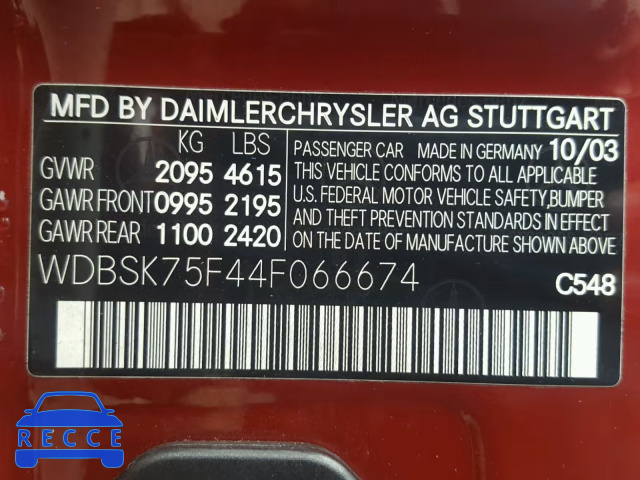 MFD BY DAIMLERCHRYSLER AG STUTTGART
KG LBS
GVWR 2095 4615
GAWR FRONT 0995 2195
GAWR REAR 1100 2420
PASSENGER CAR MADE IN GERMANY 10/03
THIS VEHICLE CONFORMS TO ALL APPLICABLE
U.S. FEDERAL MOTOR VEHICLE SAFETY,BUMPER
AND THEFT PREVENTION STANDARDS IN EFFECT
ON THE DATE OF MANUFACTURE SHOWN ABOVE
WDBSK75F44F066674
C548
RECCE